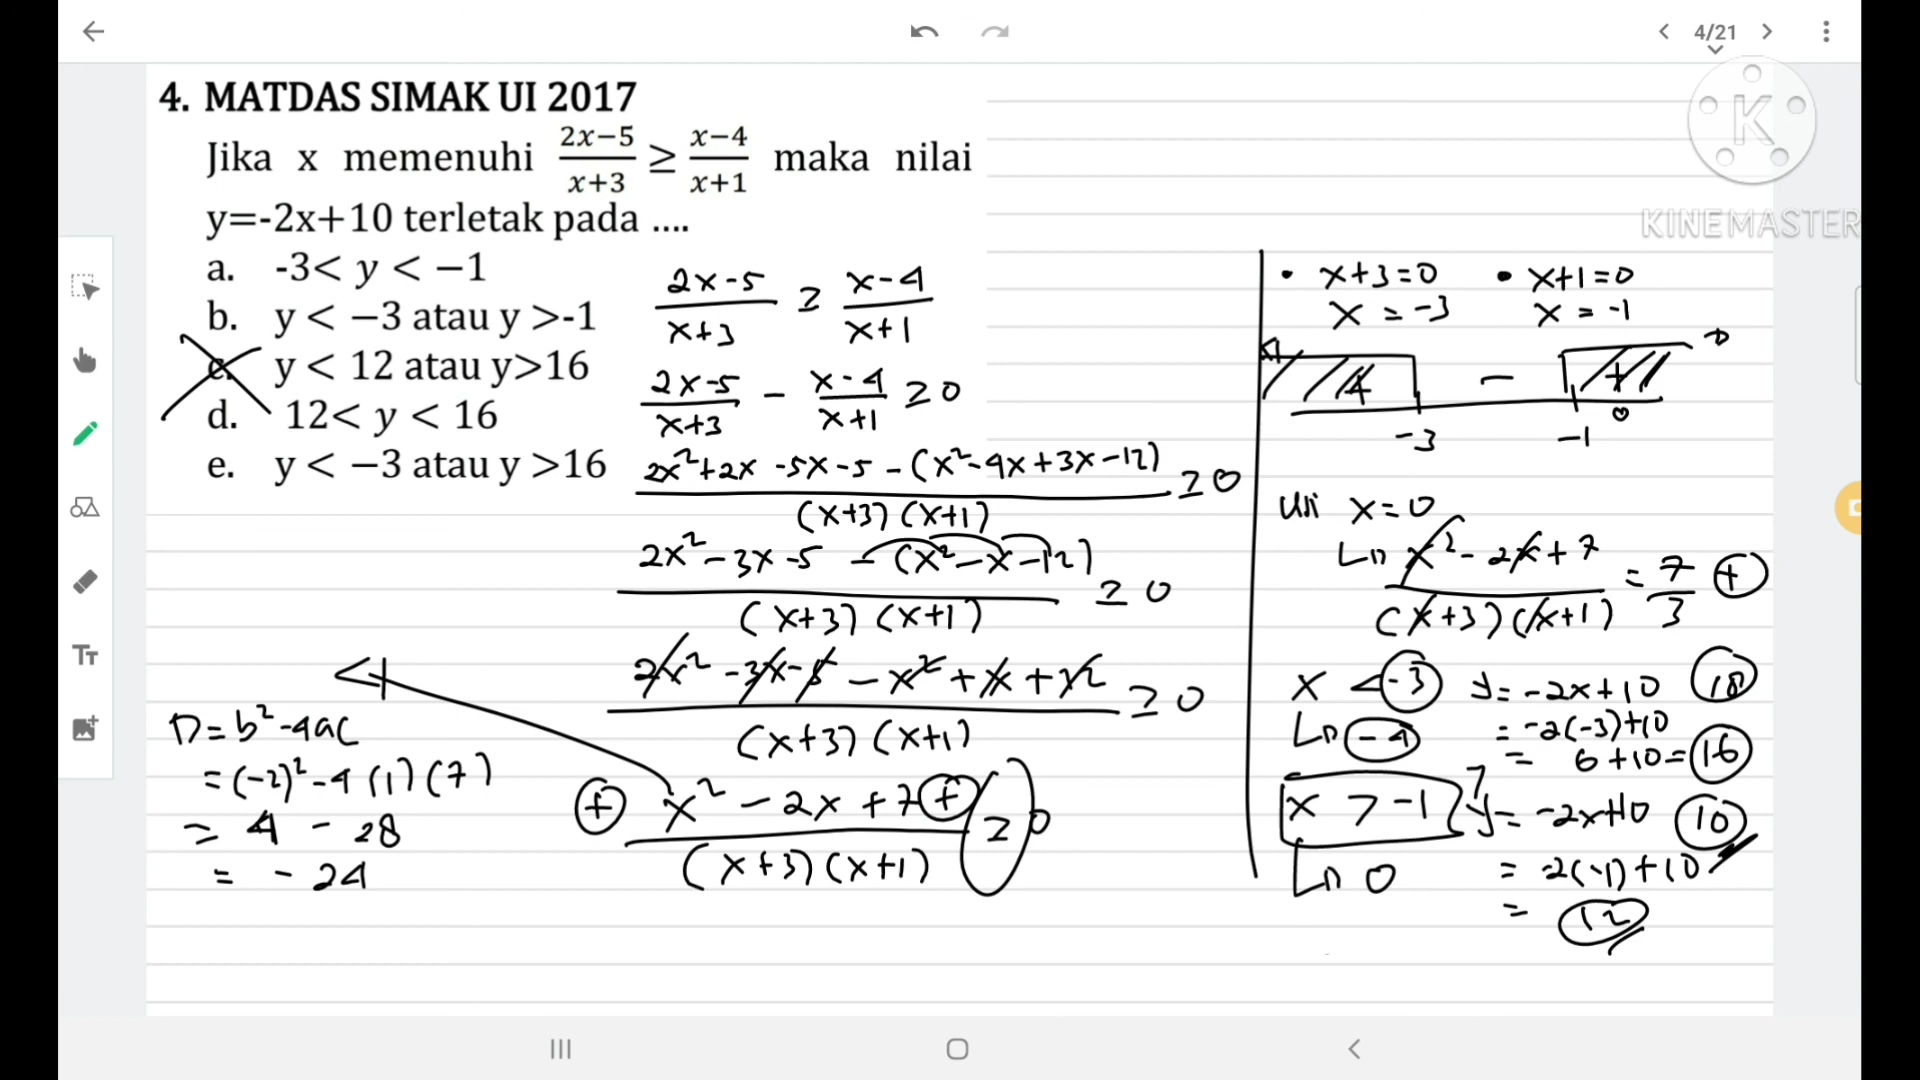 4/21
4. MATDAS SIMAK UI 2017
Jika x memenuhi (2x−5)/(x+3) ≥ (x−4)/(x+1) maka nilai
y=-2x+10 terletak pada ....
a. -3< y < −1
b. y < −3 atau y >-1
c. y < 12 atau y>16
d. 12< y < 16
e. y < −3 atau y >16
(2x-5)/(x+3) ≥ (x-4)/(x+1)
(2x-5)/(x+3) - (x-4)/(x+1) ≥ 0
(2x²+2x -5x-5 -(x²-4x+3x-12))/((x+3)(x+1)) ≥ 0
(2x²-3x-5 -(x²-x-12))/((x+3)(x+1)) ≥ 0
(2x²-3x-5 -x²+x+12)/((x+3)(x+1)) ≥ 0
+ (x²-2x+7)/((x+3)(x+1)) + ≥ 0
D = b²-4ac
= (-2)²-4(1)(7)
= 4 - 28
= - 24
• x+3=0 • x+1=0
x = -3 x = -1
+ - +
-3 -1 0
Uji x=0
(x²-2x+7)/((x+3)(x+1)) = 7/3 +
x < -3 y = -2x+10 18
-4 = -2(-3)+10
= 6+10=16
x > -1 y = -2x+10 10
0 = -2(-1)+10
= 12
K
KINEMASTER
TT